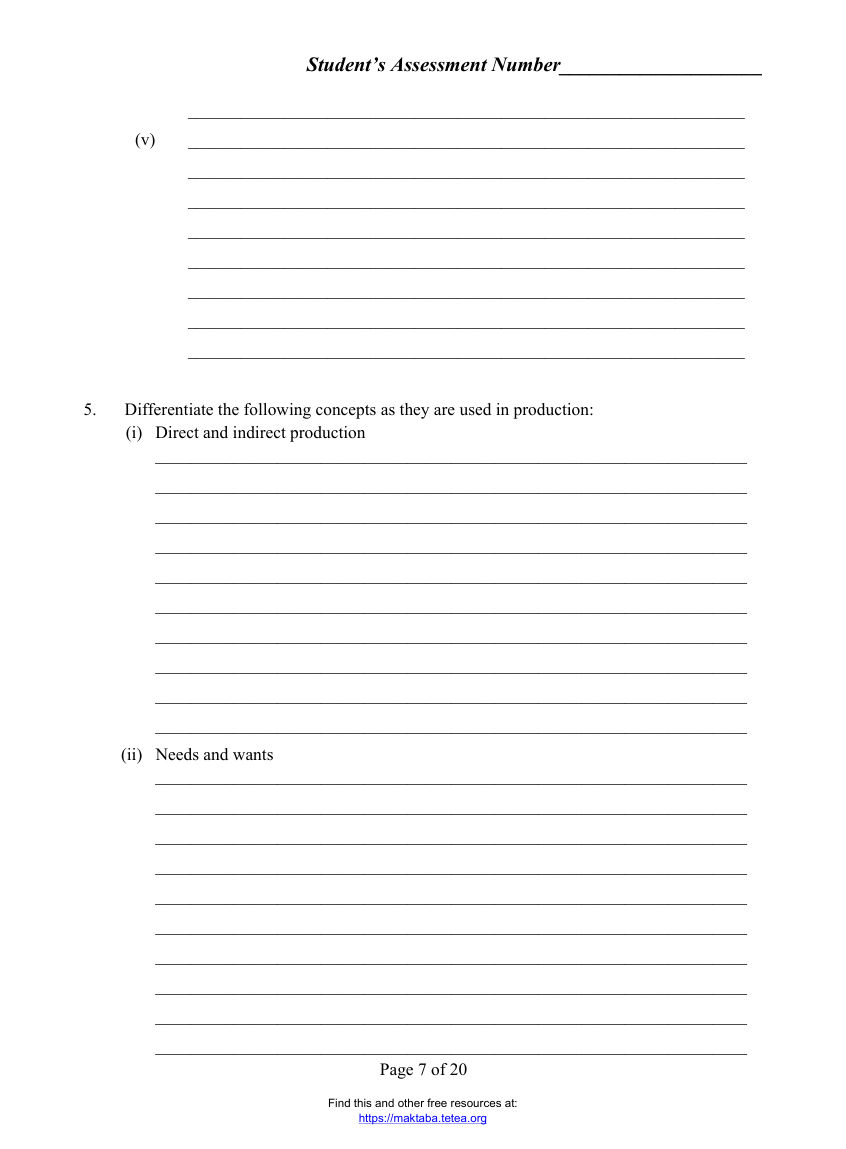 Student’s Assessment Number____________________
(v)
5. Differentiate the following concepts as they are used in production:
(i) Direct and indirect production
(ii) Needs and wants
Page 7 of 20
Find this and other free resources at:
https://maktaba.tetea.org